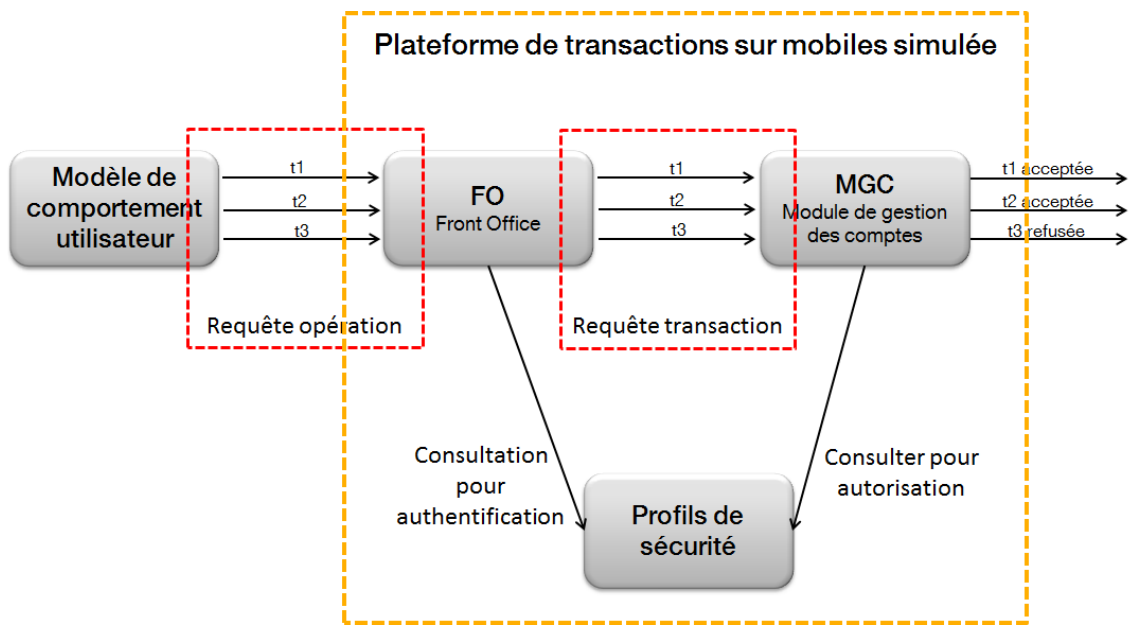 Plateforme de transactions sur mobiles simulée
Modèle de
comportement
utilisateur
t1
t2
t3
FO
Front Office
t1
t2
t3
MGC
Module de gestion
des comptes
t1 acceptée
t2 acceptée
t3 refusée
Requête opération
Requête transaction
Consultation
pour
authentification
Consulter pour
autorisation
Profils de
sécurité